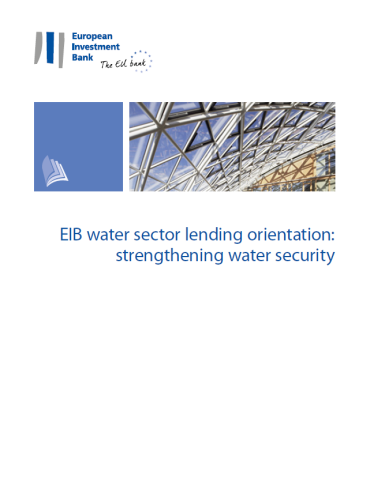 European
Investment
Bank
The EU bank
EIB water sector lending orientation:
strengthening water security